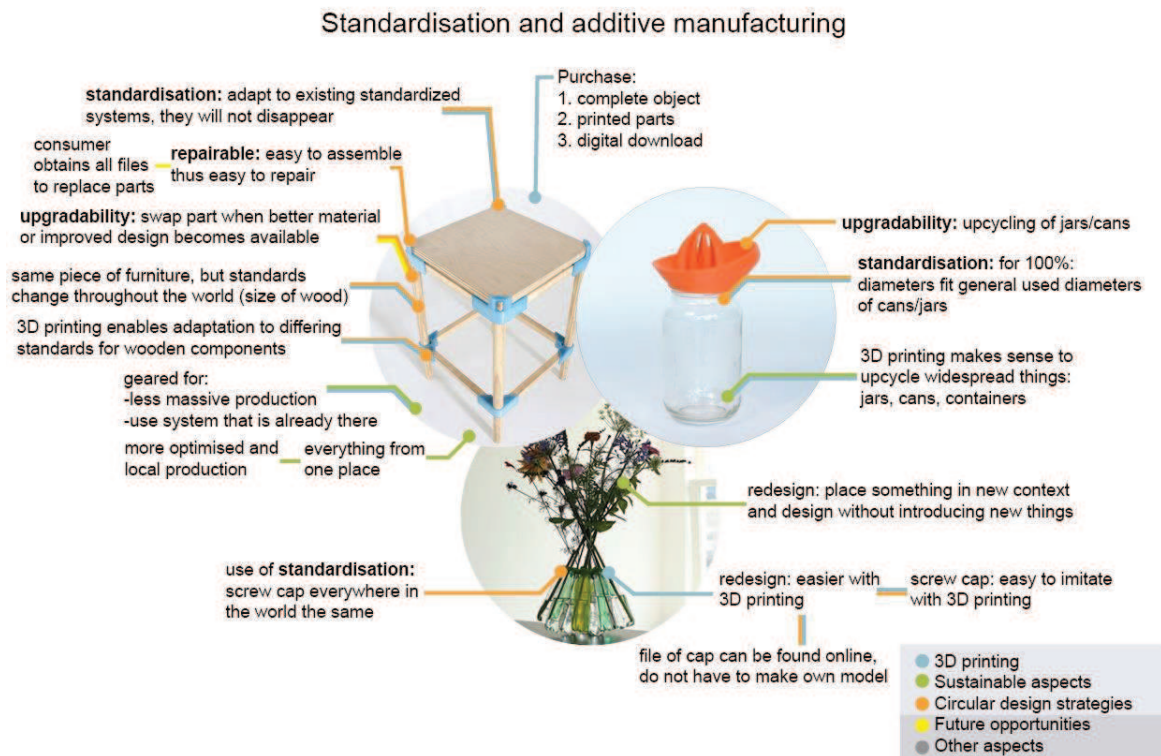 Standardisation and additive manufacturing
Purchase:
1. complete object
2. printed parts
3. digital download
standardisation: adapt to existing standardized
systems, they will not disappear
consumer
obtains all files
to replace parts
repairable: easy to assemble
thus easy to repair
upgradability: swap part when better material
or improved design becomes available
same piece of furniture, but standards
change throughout the world (size of wood)
3D printing enables adaptation to differing
standards for wooden components
geared for:
-less massive production
-use system that is already there
more optimised and
local production
everything from
one place
upgradability: upcycling of jars/cans
standardisation: for 100%:
diameters fit general used diameters
of cans/jars
3D printing makes sense to
upcycle widespread things:
jars, cans, containers
redesign: place something in new context
and design without introducing new things
use of standardisation:
screw cap everywhere in
the world the same
redesign: easier with
3D printing
screw cap: easy to imitate
with 3D printing
file of cap can be found online,
do not have to make own model
3D printing
Sustainable aspects
Circular design strategies
Future opportunities
Other aspects